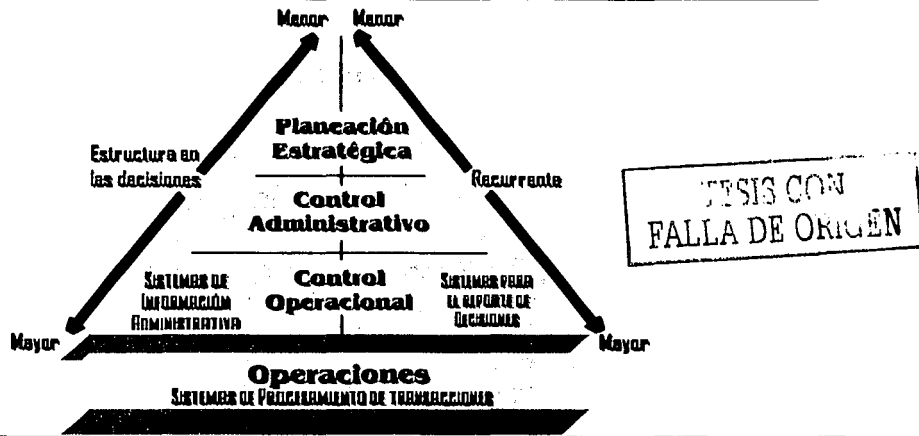 Menor Menor
Planeación
Estratégica
Estructura en
las decisiones
Recurrente
Control
Administrativo
TESIS CON
FALLA DE ORIGEN
Control
Operacional
SISTEMAS DE
INFORMACIÓN
ADMINISTRATIVA
SISTEMAS PARA
EL REPORTE DE
DECISIONES
Mayor
Mayor
Operaciones
SISTEMAS DE PROCESAMIENTO DE TRANSACCIONES